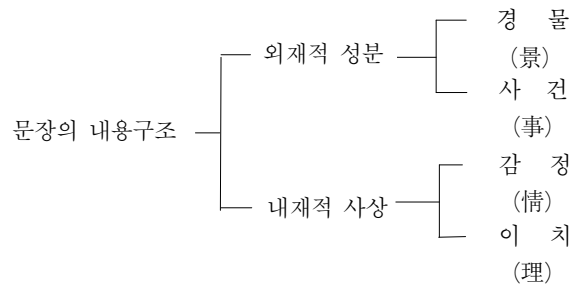 경 물
외재적 성분
(景)
사 건
(事)
문장의 내용구조
감 정
(情)
내재적 사상
이 치
(理)